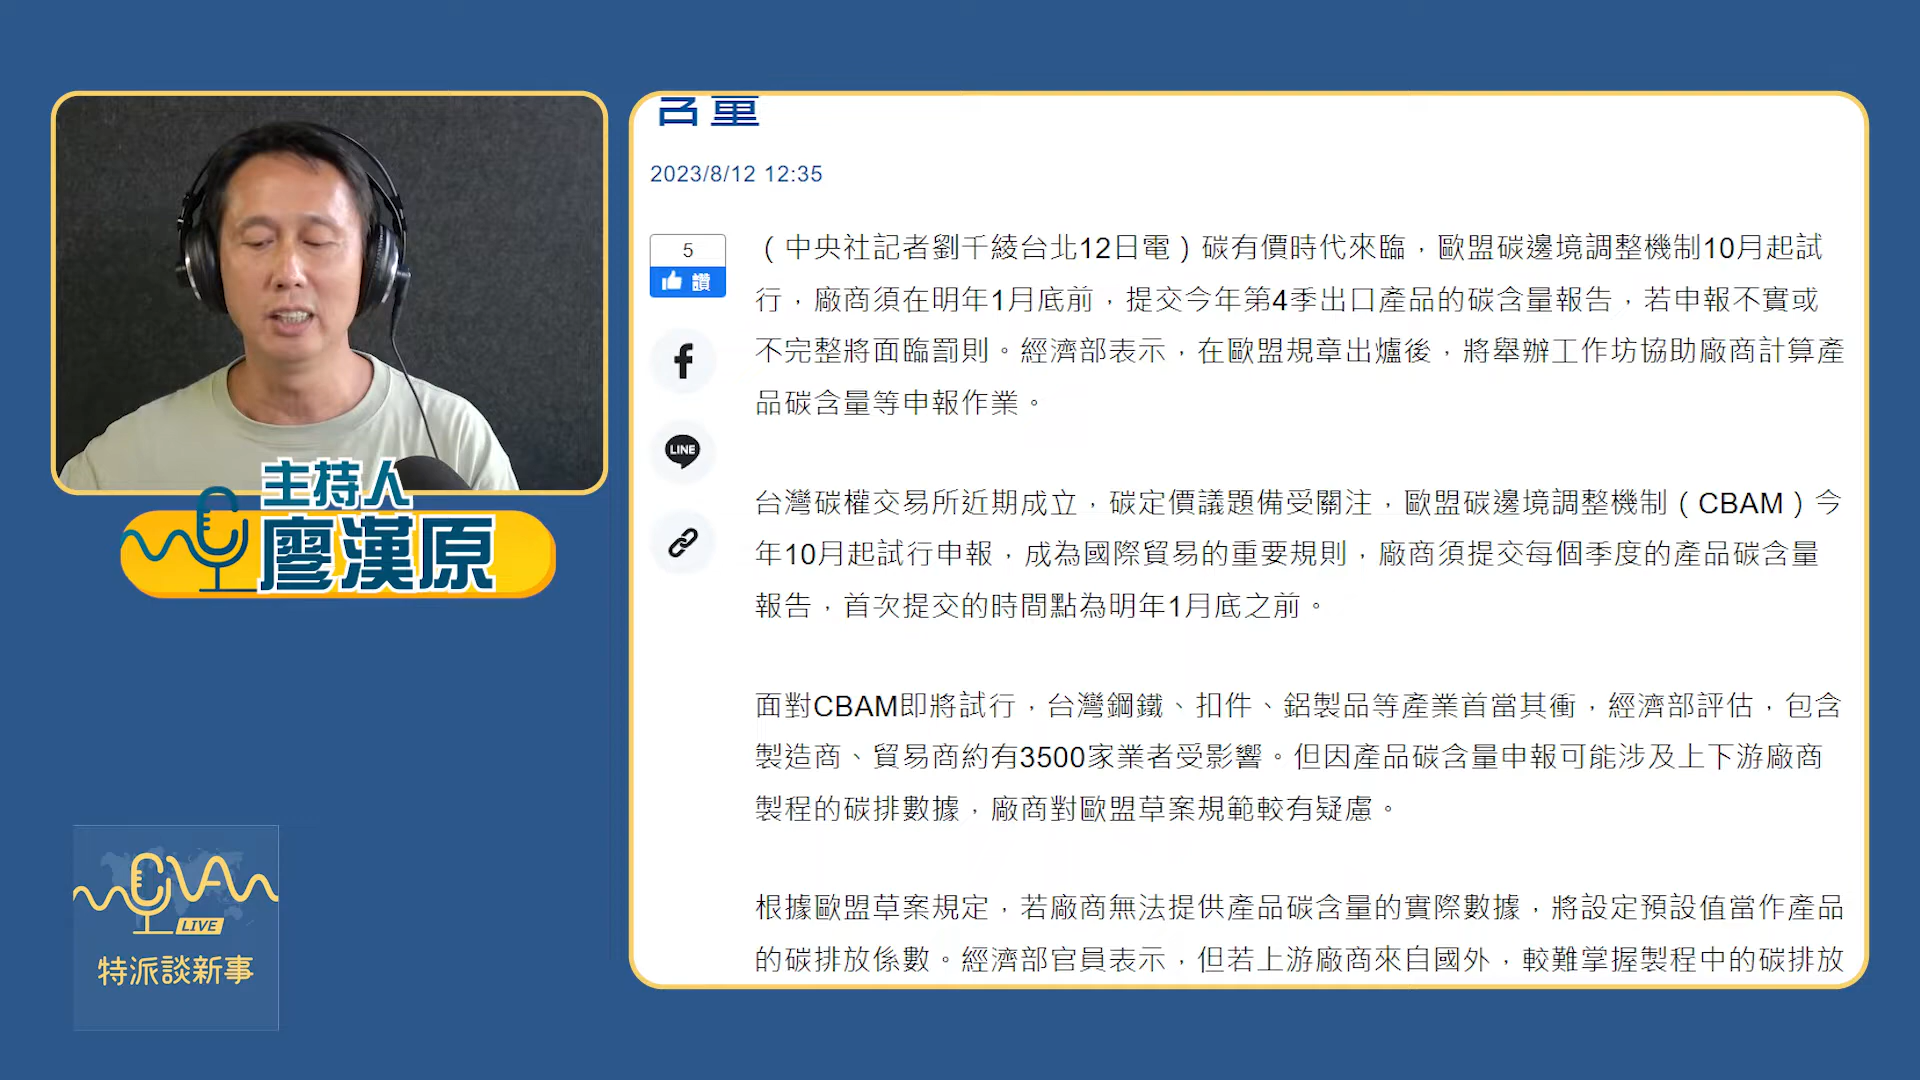 主持人
廖漢原
CNA
LIVE
特派談新事
含量
2023/8/12 12:35
5
讚
LINE
（中央社記者劉千綾台北12日電）碳有價時代來臨，歐盟碳邊境調整機制10月起試
行，廠商須在明年1月底前，提交今年第4季出口產品的碳含量報告，若申報不實或
不完整將面臨罰則。經濟部表示，在歐盟規章出爐後，將舉辦工作坊協助廠商計算產
品碳含量等申報作業。
台灣碳權交易所近期成立，碳定價議題備受關注，歐盟碳邊境調整機制（CBAM）今
年10月起試行申報，成為國際貿易的重要規則，廠商須提交每個季度的產品碳含量
報告，首次提交的時間點為明年1月底之前。
面對CBAM即將試行，台灣鋼鐵、扣件、鋁製品等產業首當其衝，經濟部評估，包含
製造商、貿易商約有3500家業者受影響。但因產品碳含量申報可能涉及上下游廠商
製程的碳排數據，廠商對歐盟草案規範較有疑慮。
根據歐盟草案規定，若廠商無法提供產品碳含量的實際數據，將設定預設值當作產品
的碳排放係數。經濟部官員表示，但若上游廠商來自國外，較難掌握製程中的碳排放